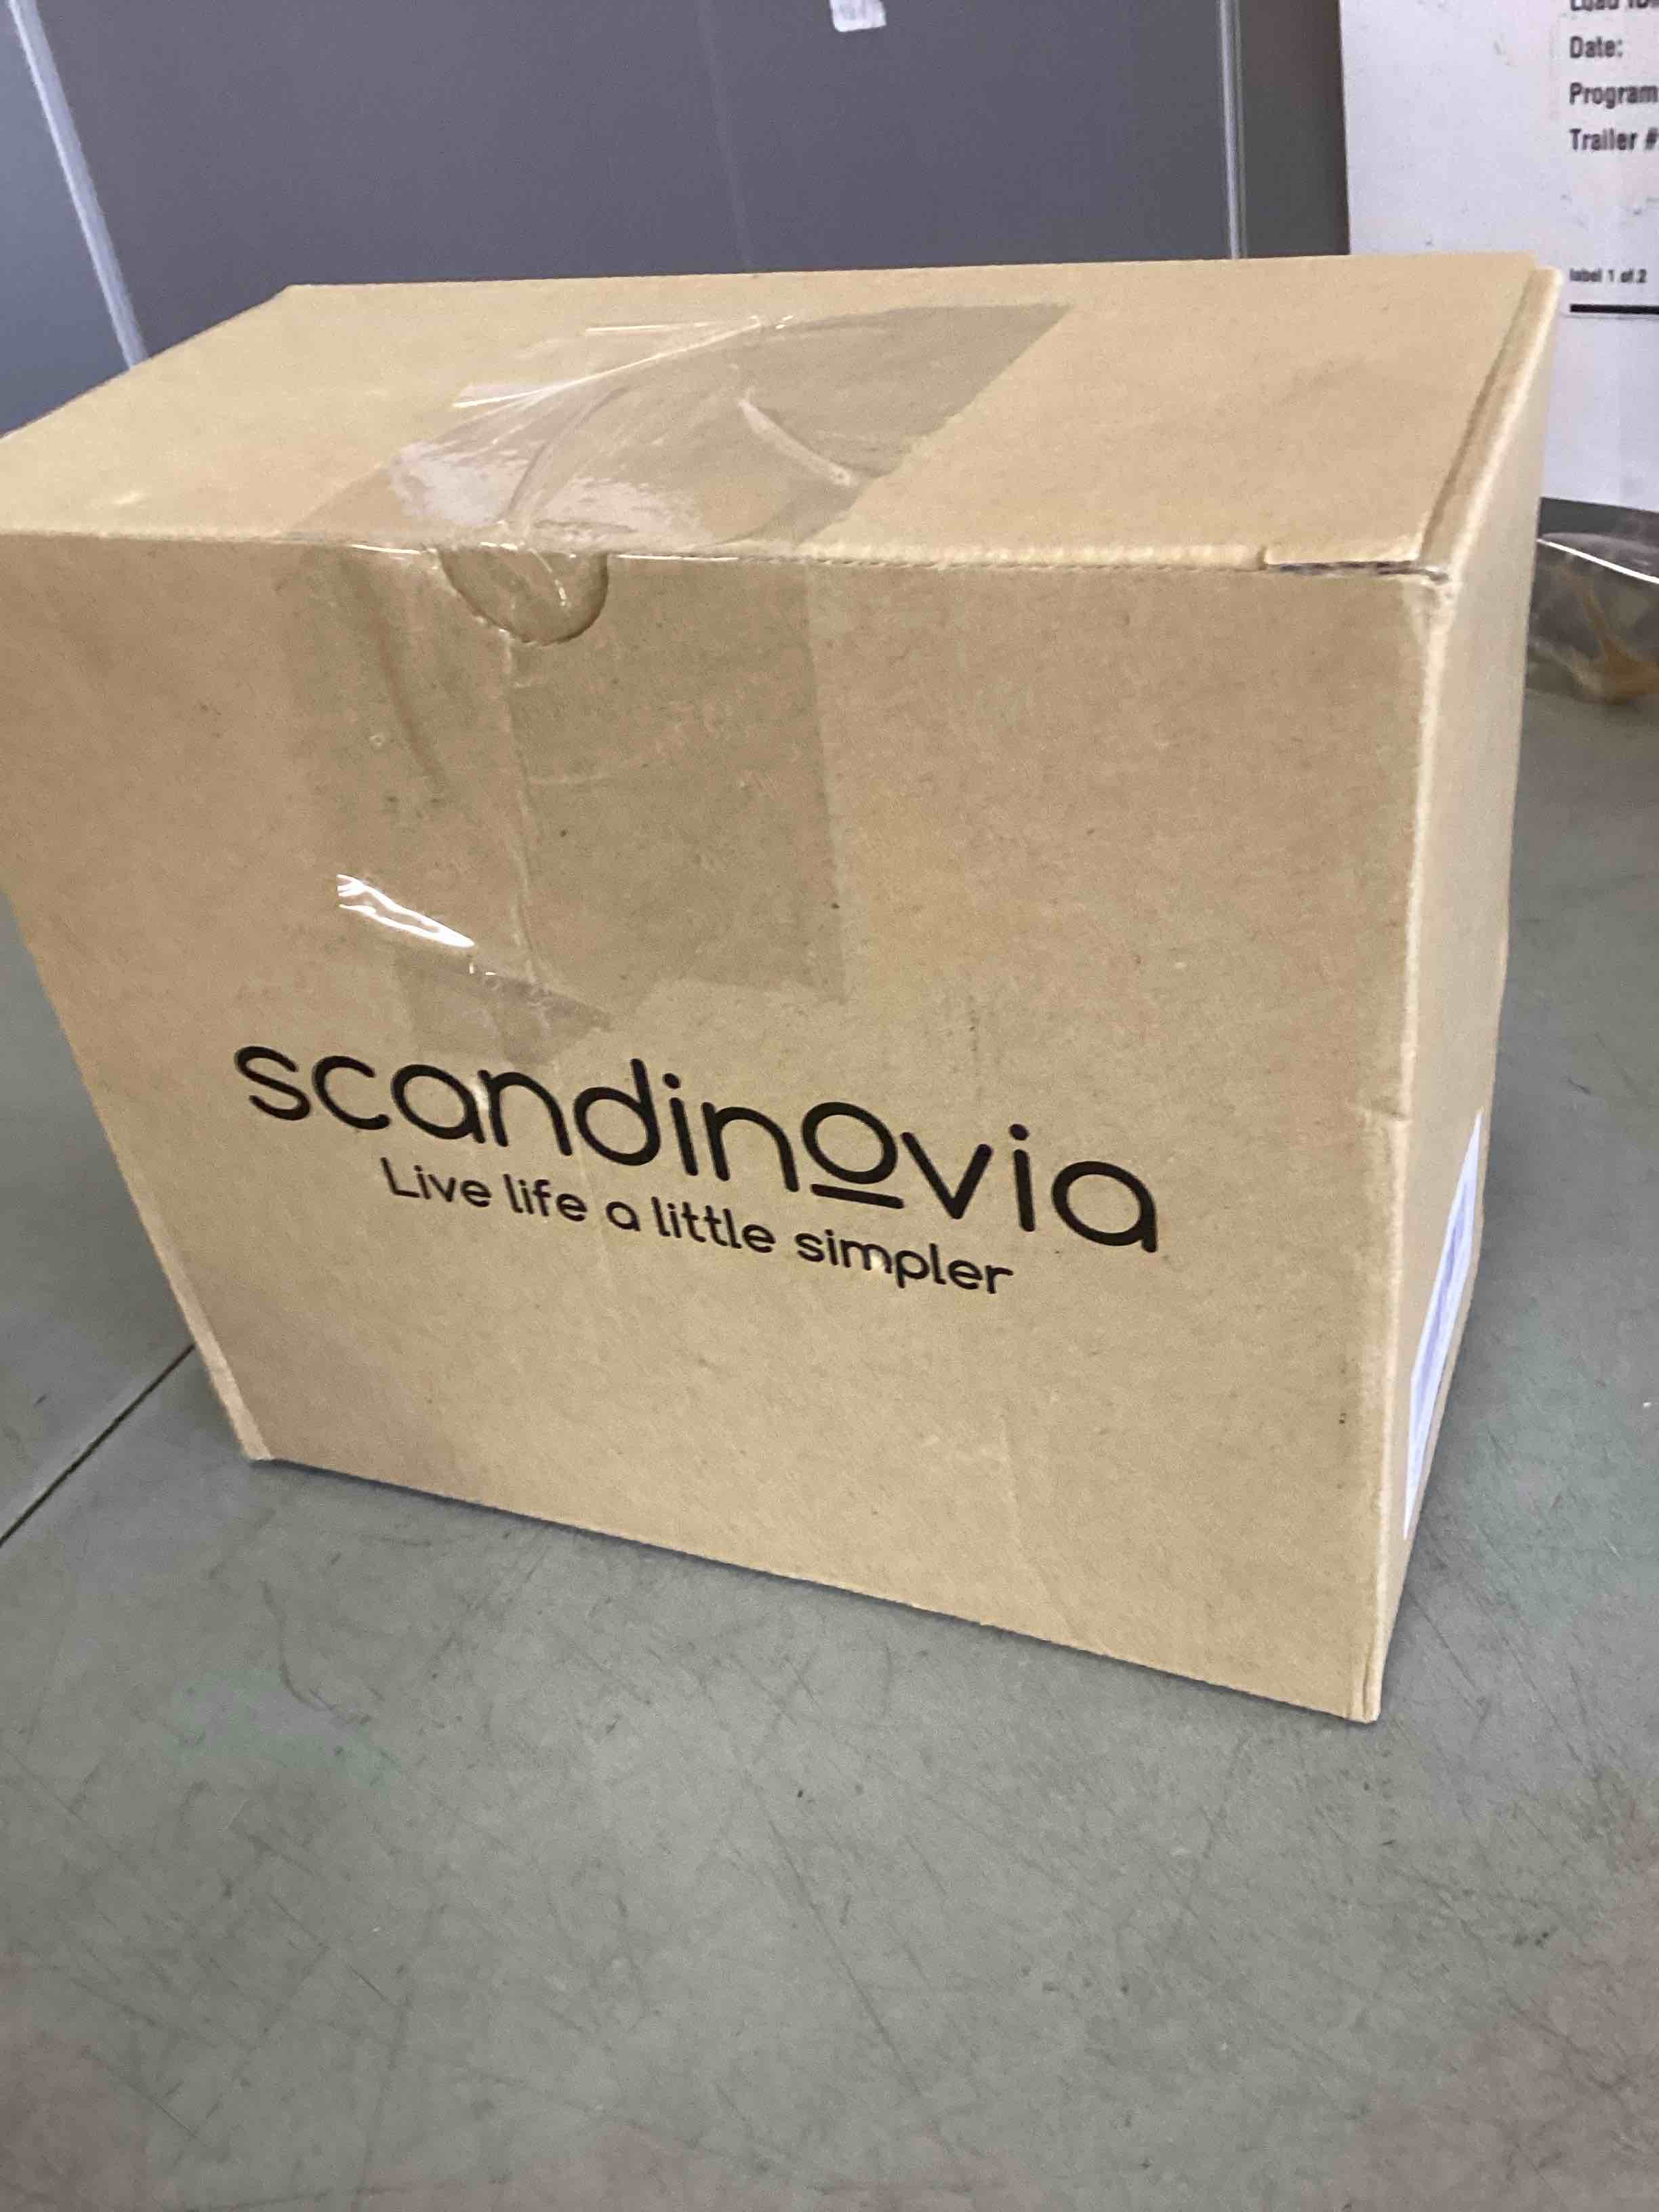 Date:
Program
Trailer #
label 1 of 2
scandinovia
Live life a little simpler